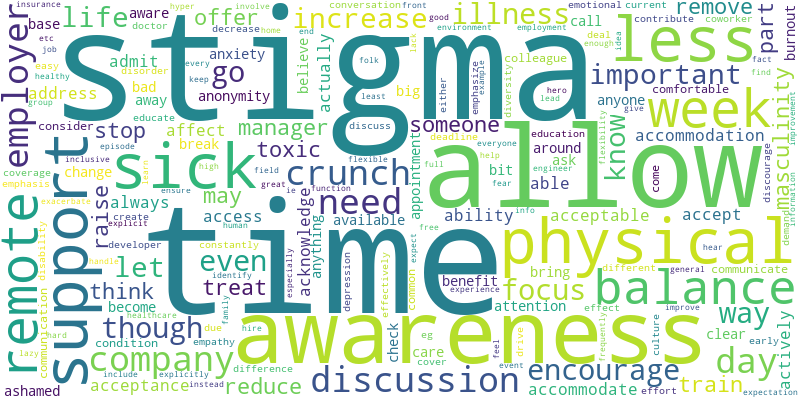 insurance
involve
conversation
front
good
current
remove
part
burnout
life
aware
doctor
offer
increase
emotional
illness
contribute
coworker
base
decrease
hyper
home
end
environment
employment
call
deal
enough
idea
less
employer
etc
job
easy
healthy
address
group
admit
disorder
bad
away
educate
anxiety
every
keep
go
anonymity
believe
actually
lack
folk
least
big
discuss
either
emphasize
example
hero
lead
diversity
colleague
important
fact
find
anyone
comfortable
give
improvement
information
demand
masculinity
discourage
stigma
consider
stop
affect
manager
someone
week
know
flexibility
accommodation
inclusive
episode
emphasis
coverage
change
break
toxic
field
flexible
deadline
education
everyone
help
around
ask
come
exacerbate
learn
sick
high
great
ie
function
crunch
appointment
full
bit
fear
engineer
able
allow
remote
support
raise
always
create
explicit
may
ensure
access
human
need
available
ability
acceptable
accept
hear
general
info
free
expect
developer
constantly
identify
even
acknowledge
anything
especially
depression
time
physical
communication
disability
handle
let
think
become
healthcare
treat
family
benefit
experience
effectively
common
focus
bring
different
communicate
balance
improve
attention
effect
way
though
condition
due
empathy
check
eg
feel
care
cover
awareness
drive
event
culture
frequently
clear
early
day
actively
hard
lazy
ashamed
include
company
acceptance
explicitly
instead
hire
difference
reduce
discussion
encourage
accommodate
effort
train
expectation